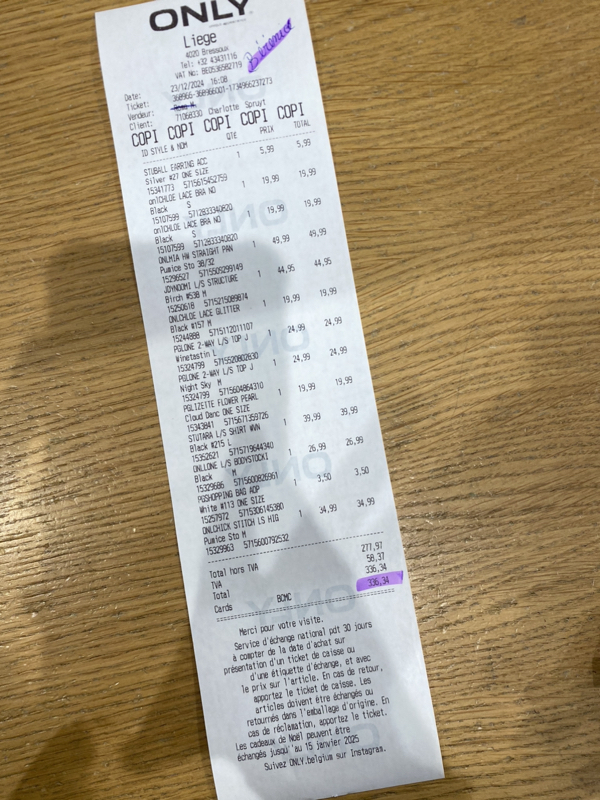 ONLY
Liege
4020 Bressoux
Tel: +32 43431116
VAT No: BE0536582719
Bérénice
Date: 23/12/2024 16:08
Ticket: 368966-368966001-1734966237273
Vendeur:
Client: 71068330 Charlotte Spruyt
COPI COPI COPI COPI COPI
ID STYLE & NOM QTE PRIX TOTAL
STUBALL EARRING ACC 1 5,99 5,99
Silver #27 ONE SIZE
15341773 5715615452759
onlCHLOE LACE BRA NO 1 19,99 19,99
Black S
15107599 5712833340820
onlCHLOE LACE BRA NO 1 19,99 19,99
Black S
15107599 5712833340820
ONLMIA HW STRAIGHT PAN 1 49,99 49,99
Pumice Sto 38/32
15296527 5715509299149
JDYNOOMI L/S STRUCTURE 1 44,95 44,95
Birch #538 M
15250618 5715215089874
ONLCHLOE LACE GLITTER 1 19,99 19,99
Black #157 M
15244888 5715112011107
PGLONE 2-WAY L/S TOP J 1 24,99 24,99
Winetastin
15324799 5715520802830
PGLONE 2-WAY L/S TOP J 1 24,99 24,99
Night Sky M
15324799 5715604864310
PGLIZETTE FLOWER PEARL 1 19,99 19,99
Cloud Danc ONE SIZE
15343841 5715671359726
STUTARA L/S SHIRT WVN 1 39,99 39,99
Black #215 L
15352621 5715719644340
ONLLONE L/S BODYSTOCKI 1 26,99 26,99
Black M
15329686 5715600826961
PGSHOPPING BAG AOP 1 3,50 3,50
White #113 ONE SIZE
15257972 5715306145380
ONLCHICK STITCH LS HIG 1 34,99 34,99
Pumice Sto M
15329963 5715600792532
Total hors TVA 277,97
TVA 58,37
Total 336,34
Cards BCMC 336,34
Merci pour votre visite.
Service d'échange national pdt 30 jours
à compter de la date d'achat sur
présentation d'un ticket de caisse ou
d'une étiquette d'échange, et avec
le prix sur l'article. En cas de retour,
apportez le ticket de caisse. Les
articles doivent être échangés ou
retournés dans l'emballage d'origine. En
cas de réclamation, apportez le ticket.
Les cadeaux de Noël peuvent être
échangés jusqu'au 15 janvier 2025
Suivez ONLY.belgium sur Instagram.